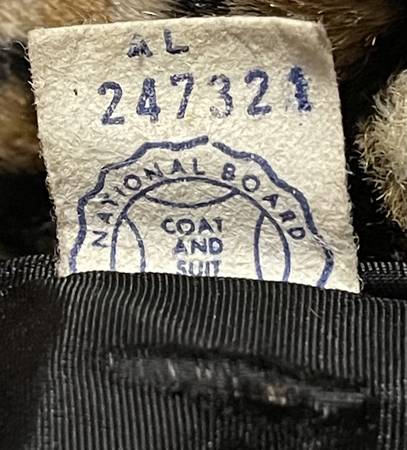 AL
247321
NATIONAL BOARD
COAT
AND
SUIT